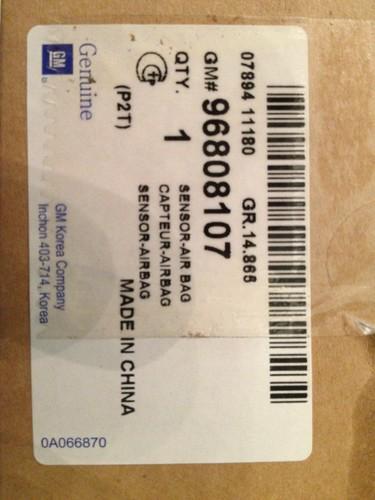 07894 11180 GR.14.865
GM# 96808107
QTY. 1 SENSOR-AIR BAG
CAPTEUR-AIRBAG
SENSOR-AIRBAG
(P2T) MADE IN CHINA
Genuine
GM
GM Korea Company
Inchon 403-714, Korea
0A066870